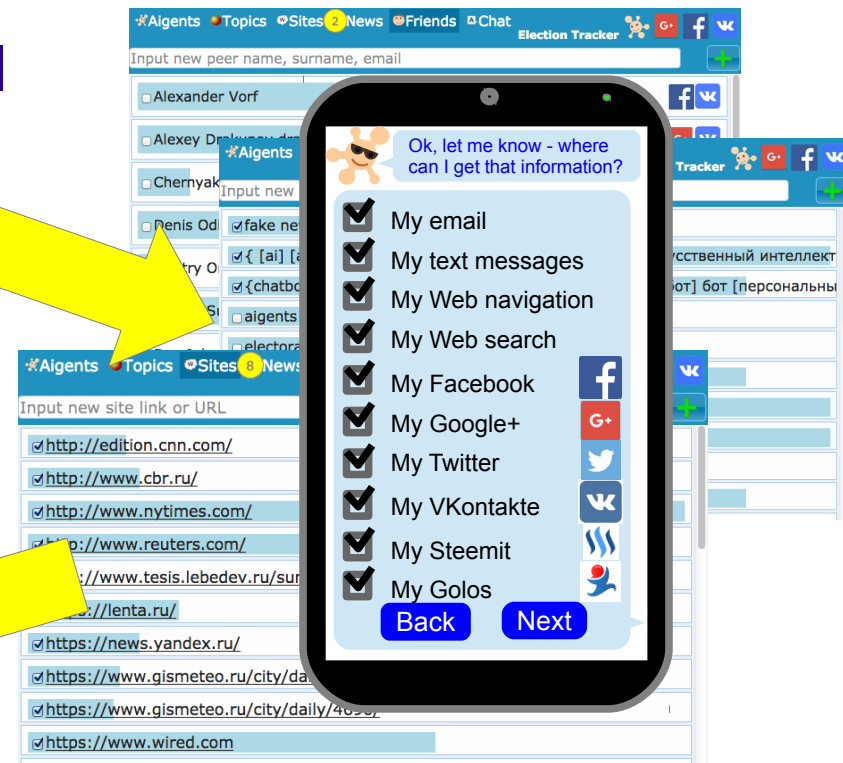 Aigents Topics Sites 2 News Friends Chat
Election Tracker
Input new peer name, surname, email
Alexander Vorf
Alexey
Chernyak
Denis
Aigents
Tracker
Input new
fake
{ [ai]
усственный интеллект
бот [персональны
aigents
Aigents Topics Sites 8 News
Input new site link or URL
http://edition.cnn.com/
http://www.cbr.ru/
http://www.nytimes.com/
http://www.reuters.com/
://www.tesis.lebedev.ru/
://lenta.ru/
https://news.yandex.ru/
https://www.gismeteo.ru/city/
https://www.gismeteo.ru/city/daily/
https://www.wired.com
Ok, let me know - where
can I get that information?
My email
My text messages
My Web navigation
My Web search
My Facebook
My Google+
My Twitter
My VKontakte
My Steemit
My Golos
Back Next